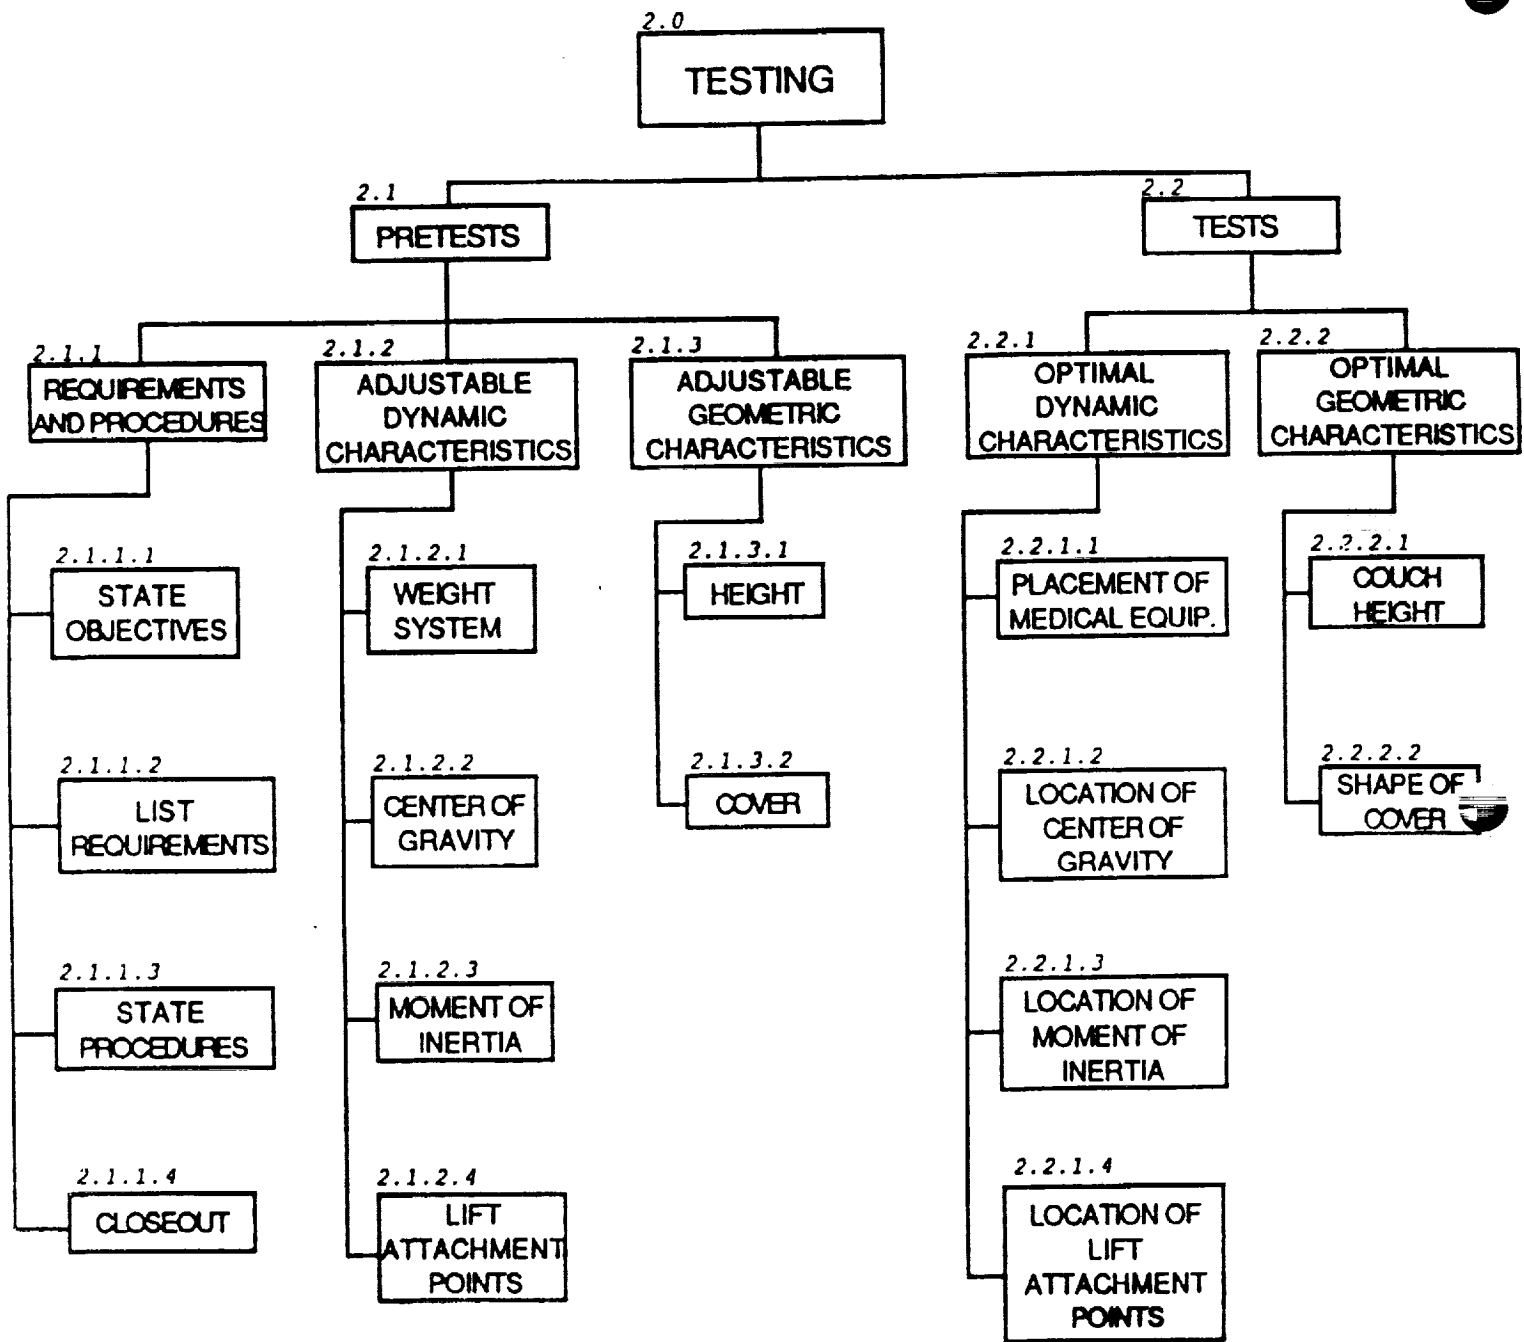 2.0
TESTING
2.1
PRETESTS
2.2
TESTS
2.1.1
REQUIREMENTS
AND PROCEDURES
2.1.2
ADJUSTABLE
DYNAMIC
CHARACTERISTICS
2.1.3
ADJUSTABLE
GEOMETRIC
CHARACTERISTICS
2.2.1
OPTIMAL
DYNAMIC
CHARACTERISTICS
2.2.2
OPTIMAL
GEOMETRIC
CHARACTERISTICS
2.1.1.1
STATE
OBJECTIVES
2.1.1.2
LIST
REQUIREMENTS
2.1.1.3
STATE
PROCEDURES
2.1.1.4
CLOSEOUT
2.1.2.1
WEIGHT
SYSTEM
2.1.2.2
CENTER OF
GRAVITY
2.1.2.3
MOMENT OF
INERTIA
2.1.2.4
LIFT
ATTACHMENT
POINTS
2.1.3.1
HEIGHT
2.1.3.2
COVER
2.2.1.1
PLACEMENT OF
MEDICAL EQUIP.
2.2.1.2
LOCATION OF
CENTER OF
GRAVITY
2.2.1.3
LOCATION OF
MOMENT OF
INERTIA
2.2.1.4
LOCATION OF
LIFT
ATTACHMENT
POINTS
2.2.2.1
COUCH
HEIGHT
2.2.2.2
SHAPE OF
COVER